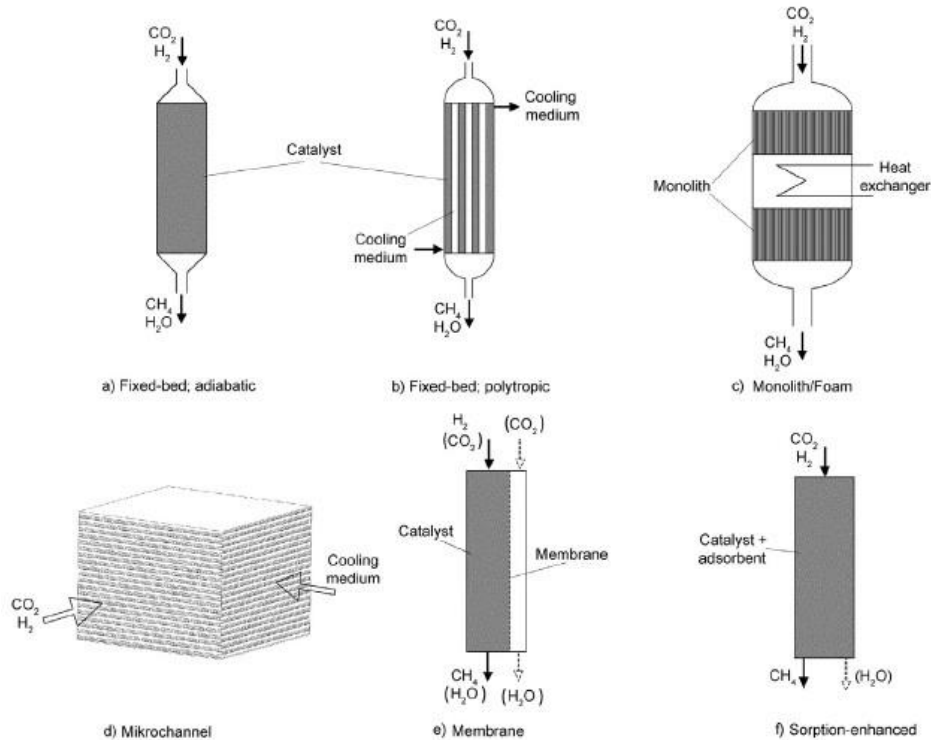 CO₂
H₂
Catalyst
CH₄
H₂O
a) Fixed-bed; adiabatic
CO₂
H₂
Cooling
medium
Cooling
medium
CH₄
H₂O
b) Fixed-bed; polytropic
CO₂
H₂
Monolith
Heat
exchanger
CH₄
H₂O
c) Monolith/Foam
CO₂
H₂
Cooling
medium
d) Mikrochannel
H₂
(CO₂)
(CO₂)
Catalyst
Membrane
CH₄
(H₂O)
(H₂O)
e) Membrane
CO₂
H₂
Catalyst +
adsorbent
CH₄
(H₂O)
f) Sorption-enhanced